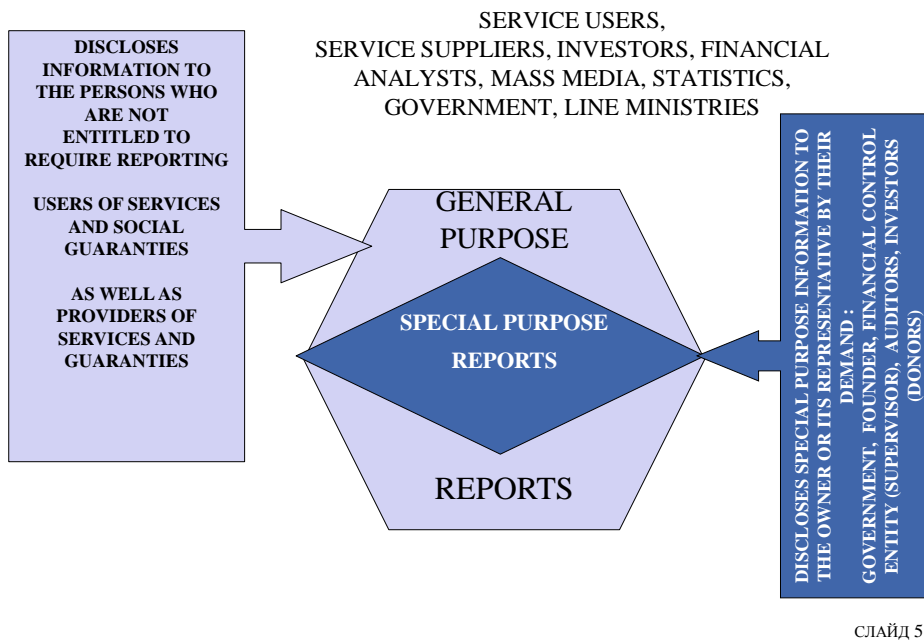 SERVICE USERS,
SERVICE SUPPLIERS, INVESTORS, FINANCIAL
ANALYSTS, MASS MEDIA, STATISTICS,
GOVERNMENT, LINE MINISTRIES
DISCLOSES
INFORMATION TO
THE PERSONS WHO
ARE NOT
ENTITLED TO
REQUIRE REPORTING
USERS OF SERVICES
AND SOCIAL
GUARANTIES
AS WELL AS
PROVIDERS OF
SERVICES AND
GUARANTIES
GENERAL
PURPOSE
SPECIAL PURPOSE
REPORTS
REPORTS
DISCLOSES SPECIAL PURPOSE INFORMATION TO
THE OWNER OR ITS REPRESENTATIVE BY THEIR
DEMAND :
GOVERNMENT, FOUNDER, FINANCIAL CONTROL
ENTITY (SUPERVISOR), AUDITORS, INVESTORS
(DONORS)
СЛАЙД 5